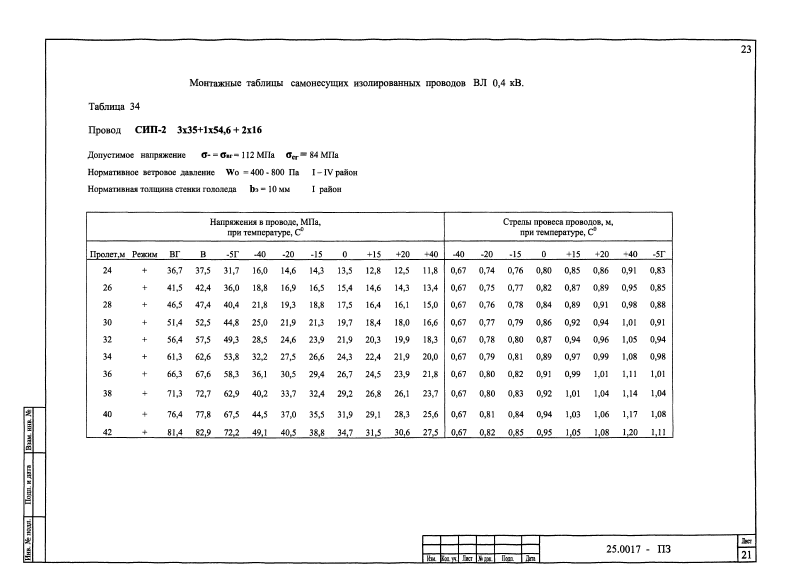 23
Монтажные таблицы самонесущих изолированных проводов ВЛ 0,4 кВ.
Таблица 34
Провод СИП-2 3х35+1х54,6 + 2х16
Допустимое напряжение σ- = σвг = 112 МПа σсг = 84 МПа
Нормативное ветровое давление Wo = 400 - 800 Па I – IV район
Нормативная толщина стенки гололеда bэ = 10 мм I район
Напряжения в проводе, МПа, Стрелы провеса проводов, м,
при температуре, С⁰ при температуре, С⁰
Пролет,м Режим ВГ В -5Г -40 -20 -15 0 +15 +20 +40 -40 -20 -15 0 +15 +20 +40 -5Г
24 + 36,7 37,5 31,7 16,0 14,6 14,3 13,5 12,8 12,5 11,8 0,67 0,74 0,76 0,80 0,85 0,86 0,91 0,83
26 + 41,5 42,4 36,0 18,8 16,9 16,5 15,4 14,6 14,3 13,4 0,67 0,75 0,77 0,82 0,87 0,89 0,95 0,85
28 + 46,5 47,4 40,4 21,8 19,3 18,8 17,5 16,4 16,1 15,0 0,67 0,76 0,78 0,84 0,89 0,91 0,98 0,88
30 + 51,4 52,5 44,8 25,0 21,9 21,3 19,7 18,4 18,0 16,6 0,67 0,77 0,79 0,86 0,92 0,94 1,01 0,91
32 + 56,4 57,5 49,3 28,5 24,6 23,9 21,9 20,3 19,9 18,3 0,67 0,78 0,80 0,87 0,94 0,96 1,05 0,94
34 + 61,3 62,6 53,8 32,2 27,5 26,6 24,3 22,4 21,9 20,0 0,67 0,79 0,81 0,89 0,97 0,99 1,08 0,98
36 + 66,3 67,6 58,3 36,1 30,5 29,4 26,7 24,5 23,9 21,8 0,67 0,80 0,82 0,91 0,99 1,01 1,11 1,01
38 + 71,3 72,7 62,9 40,2 33,7 32,4 29,2 26,8 26,1 23,7 0,67 0,80 0,83 0,92 1,01 1,04 1,14 1,04
40 + 76,4 77,8 67,5 44,5 37,0 35,5 31,9 29,1 28,3 25,6 0,67 0,81 0,84 0,94 1,03 1,06 1,17 1,08
42 + 81,4 82,9 72,2 49,1 40,5 38,8 34,7 31,5 30,6 27,5 0,67 0,82 0,85 0,95 1,05 1,08 1,20 1,11
Взам. инв. №
Подп. и дата
Инв. № подл.
Изм. Кол. уч. Лист № док. Подп. Дата
25.0017 - ПЗ
Лист
21